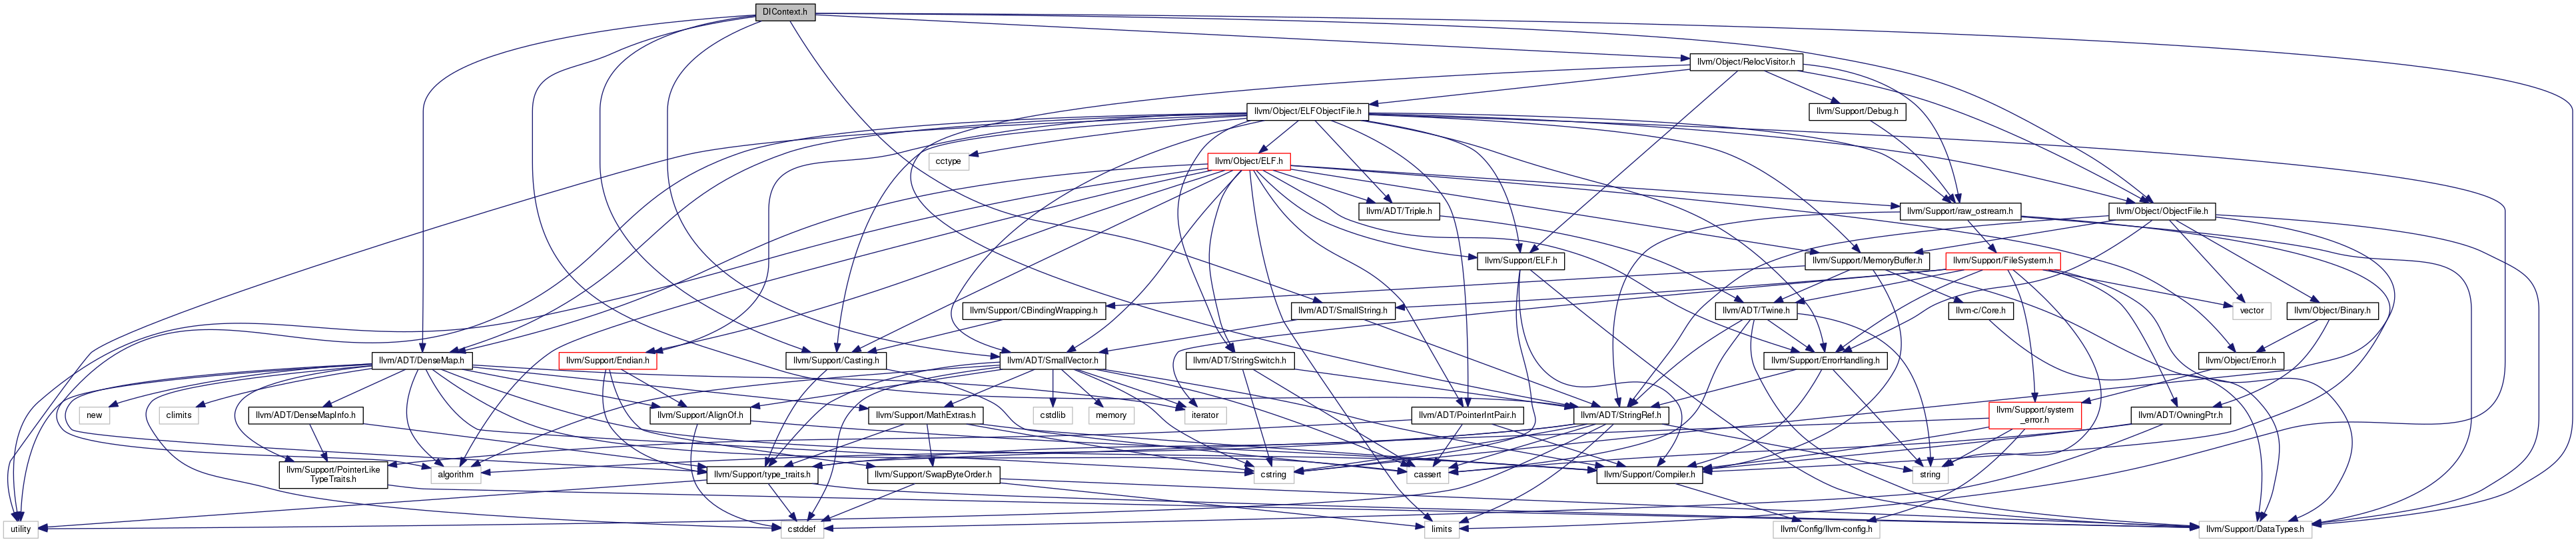 DIContext.h
llvm/Object/RelocVisitor.h
llvm/Object/ELFObjectFile.h
llvm/Support/Debug.h
cctype
llvm/Object/ELF.h
llvm/ADT/Triple.h
llvm/Support/raw_ostream.h
llvm/Object/ObjectFile.h
llvm/Support/ELF.h
llvm/Support/MemoryBuffer.h
llvm/Support/FileSystem.h
llvm/Support/CBindingWrapping.h
llvm/ADT/SmallString.h
llvm/ADT/Twine.h
llvm-c/Core.h
vector
llvm/Object/Binary.h
llvm/ADT/DenseMap.h
llvm/Support/Endian.h
llvm/Support/Casting.h
llvm/ADT/SmallVector.h
llvm/ADT/StringSwitch.h
llvm/Support/ErrorHandling.h
llvm/Object/Error.h
new
climits
llvm/ADT/DenseMapInfo.h
llvm/Support/AlignOf.h
llvm/Support/MathExtras.h
cstdlib
memory
iterator
llvm/ADT/PointerIntPair.h
llvm/ADT/StringRef.h
llvm/Support/system
_error.h
llvm/ADT/OwningPtr.h
llvm/Support/PointerLike
TypeTraits.h
algorithm
llvm/Support/type_traits.h
llvm/Support/SwapByteOrder.h
cstring
cassert
llvm/Support/Compiler.h
string
utility
cstddef
limits
llvm/Config/llvm-config.h
llvm/Support/DataTypes.h